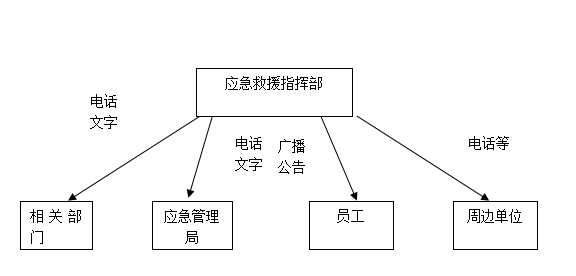 应急救援指挥部
电话
文字
电话
文字
广播
公告
电话等
相关部
门
应急管理
局
员工
周边单位